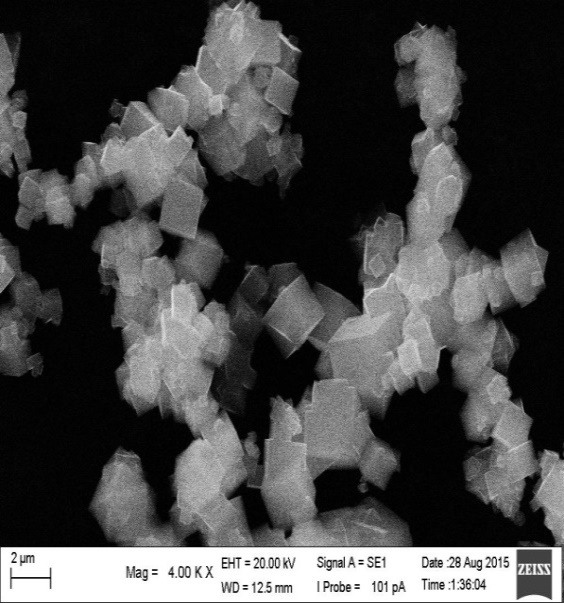 2 µm
Mag = 4.00 K X
EHT = 20.00 kV
WD = 12.5 mm
Signal A = SE1
I Probe = 101 pA
Date :28 Aug 2015
Time :1:36:04
ZEISS